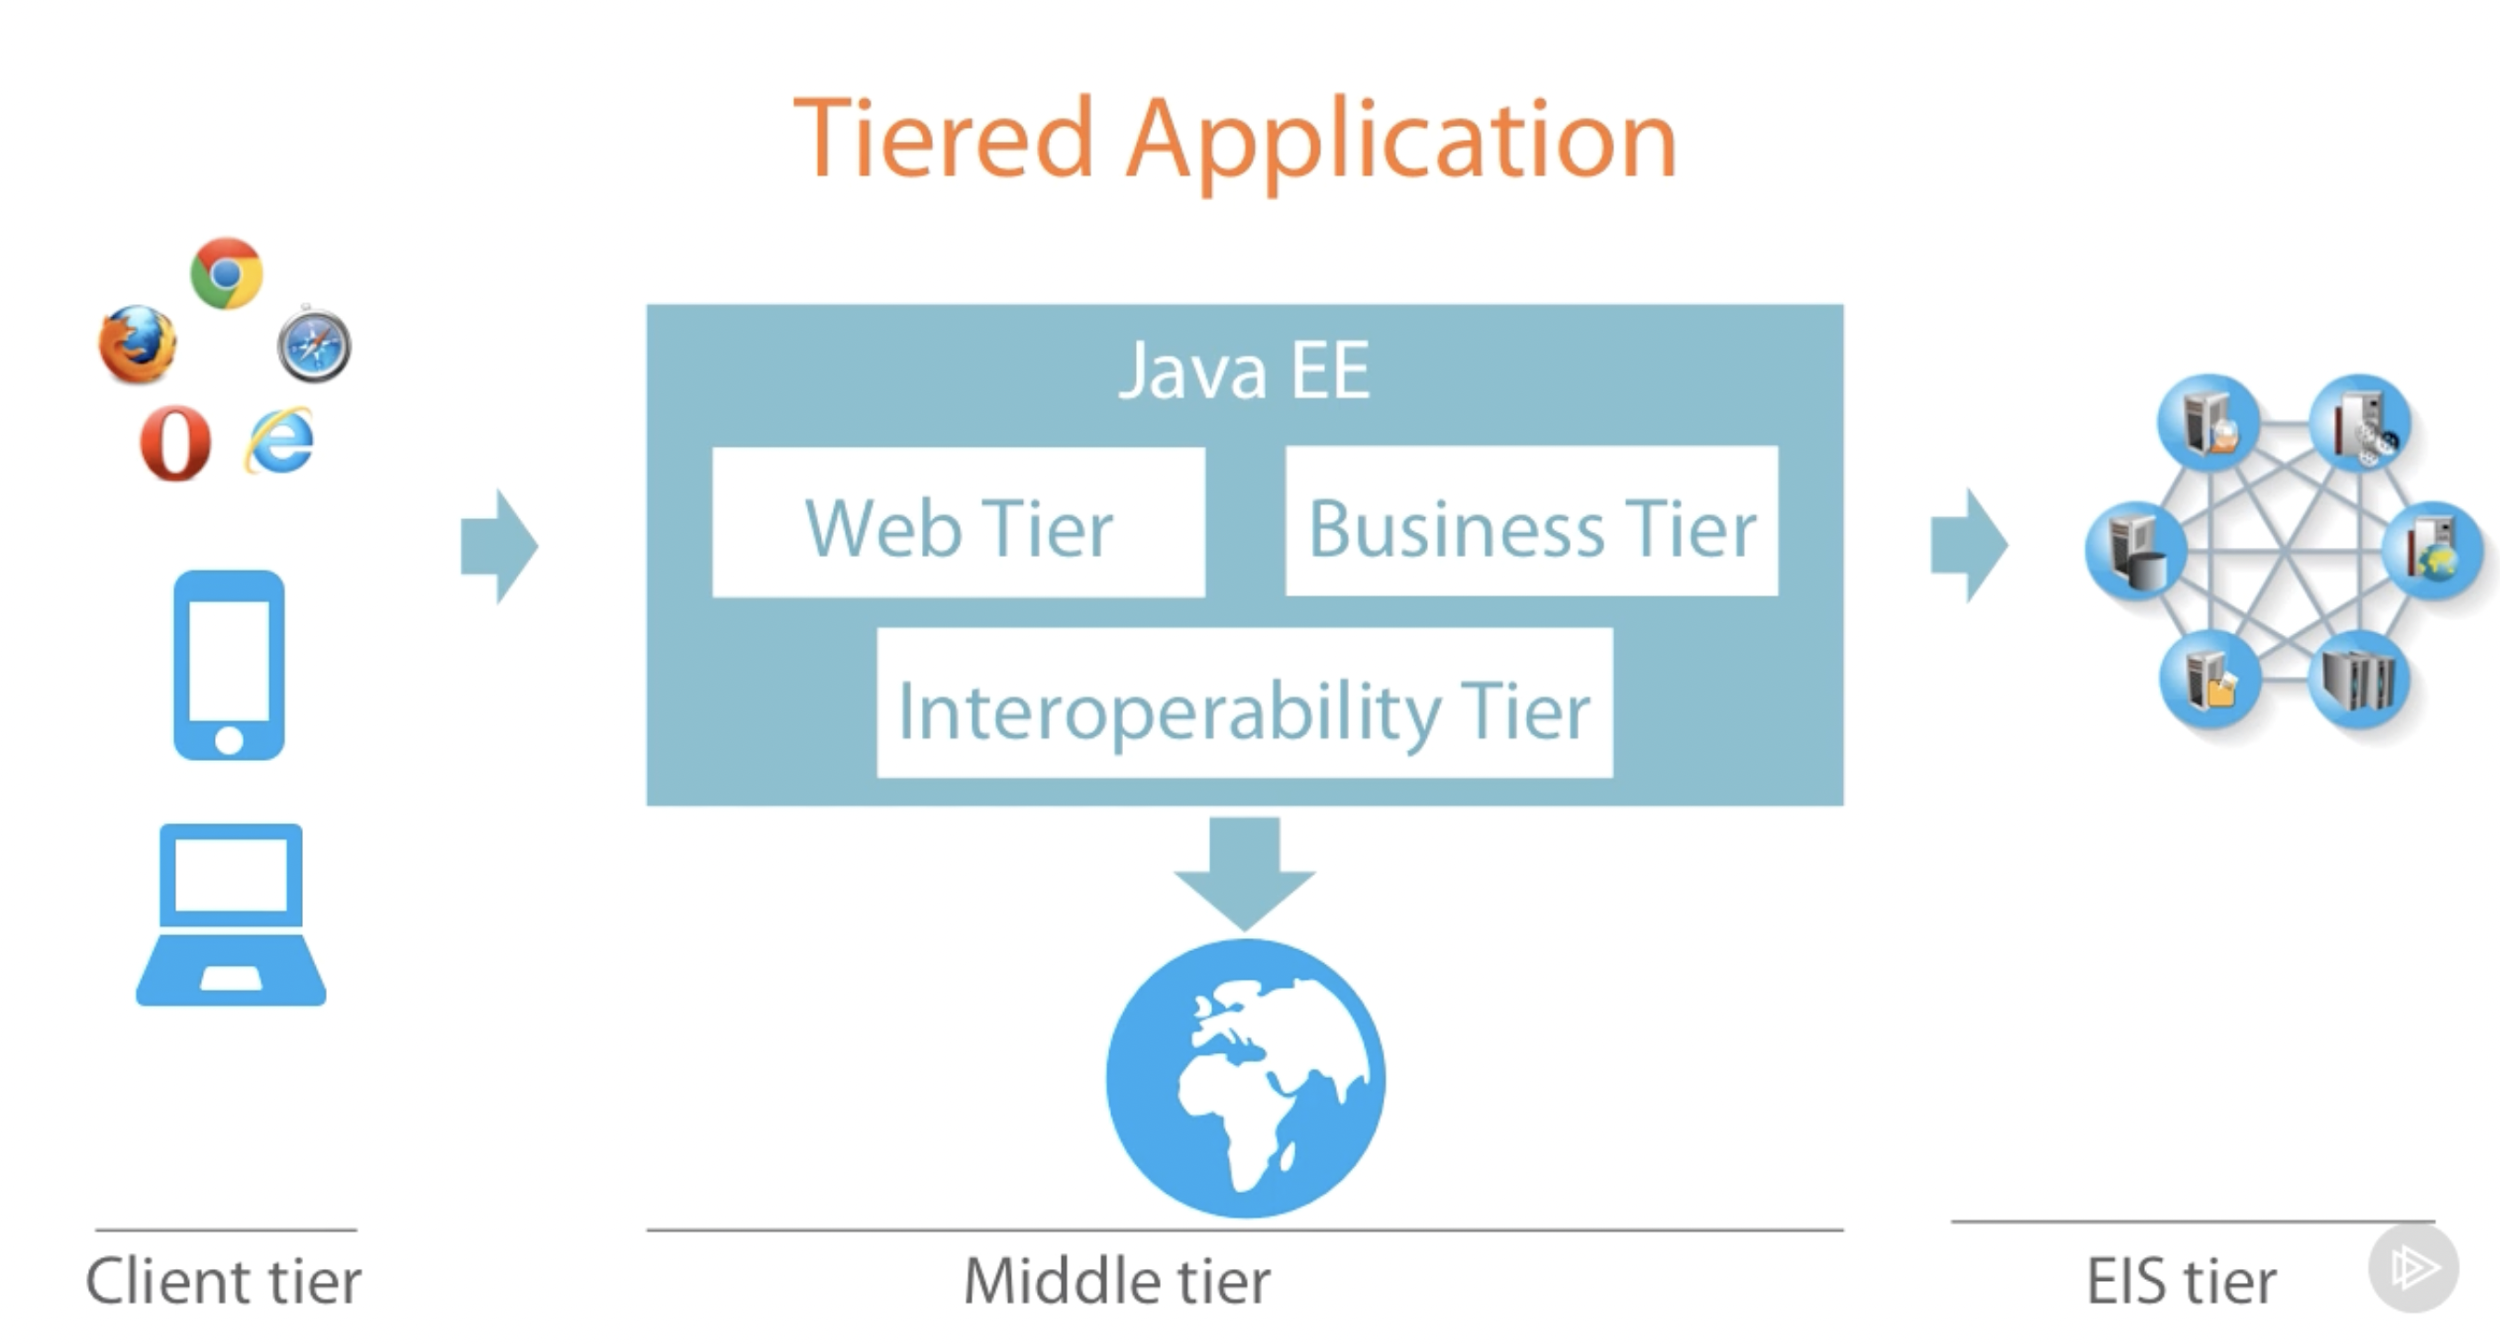 Tiered Application
Java EE
Web Tier
Business Tier
Interoperability Tier
Client tier
Middle tier
EIS tier